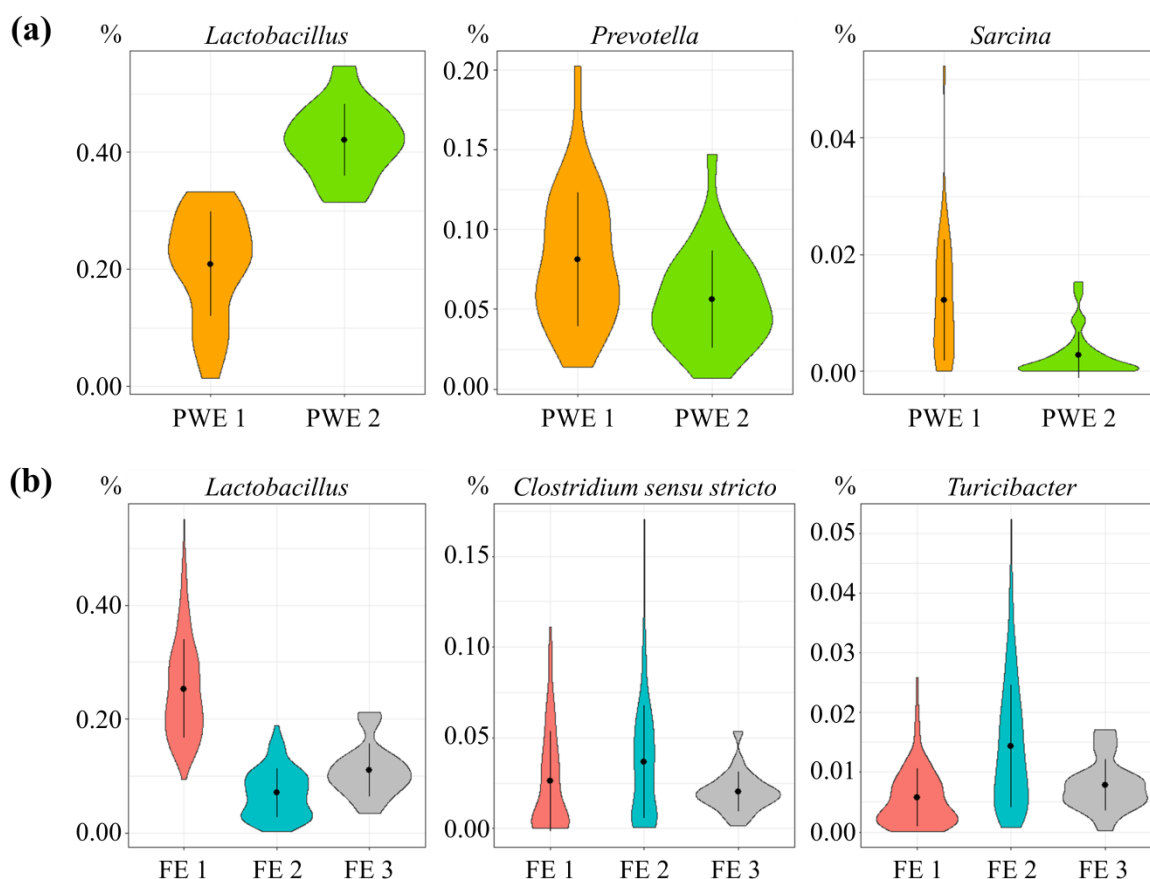 (a)
% Lactobacillus
0.40
0.20
0.00
PWE 1 PWE 2
% Prevotella
0.20
0.15
0.10
0.05
0.00
PWE 1 PWE 2
% Sarcina
0.04
0.02
0.00
PWE 1 PWE 2
(b)
% Lactobacillus
0.40
0.20
0.00
FE 1 FE 2 FE 3
% Clostridium sensu stricto
0.15
0.10
0.05
0.00
FE 1 FE 2 FE 3
% Turicibacter
0.05
0.04
0.03
0.02
0.01
0.00
FE 1 FE 2 FE 3